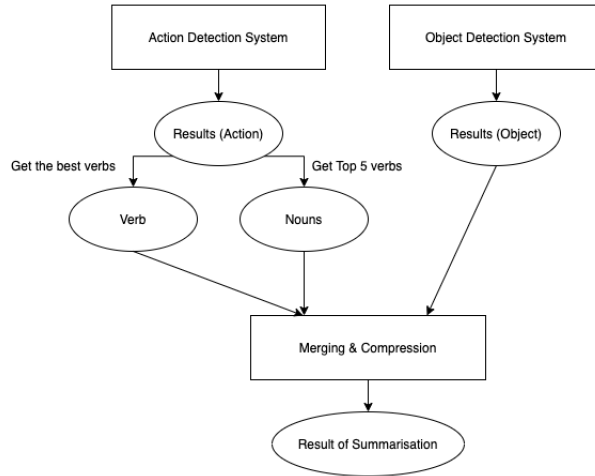 Action Detection System
Object Detection System
Results (Action)
Results (Object)
Get the best verbs
Get Top 5 verbs
Verb
Nouns
Merging & Compression
Result of Summarisation